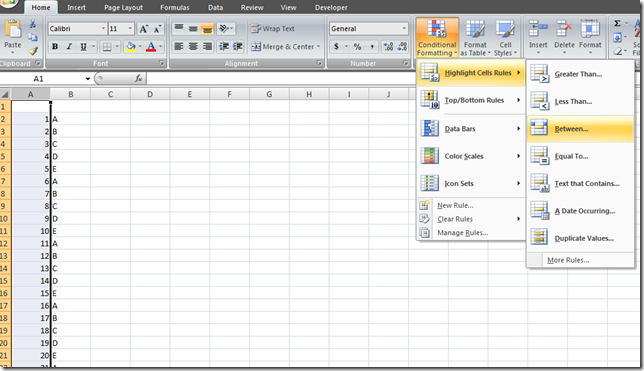 Home Insert Page Layout Formulas Data Review View Developer
Paste Calibri 11 A A Wrap Text General Conditional Formatting Format as Table Cell Styles Insert Delete Format
B I U A Merge & Center $ % ,
Clipboard Font Alignment Number
A1 fx
A B C D E F G H I J
1
2 1 A
3 2 B
4 3 C
5 4 D
6 5 E
7 6 A
8 7 B
9 8 C
10 9 D
11 10 E
12 11 A
13 12 B
14 13 C
15 14 D
16 15 E
17 16 A
18 17 B
19 18 C
20 19 D
21 20 E
Highlight Cells Rules
Top/Bottom Rules
Data Bars
Color Scales
Icon Sets
New Rule...
Clear Rules
Manage Rules...
Greater Than...
Less Than...
Between...
Equal To...
Text that Contains...
A Date Occurring...
Duplicate Values...
More Rules...